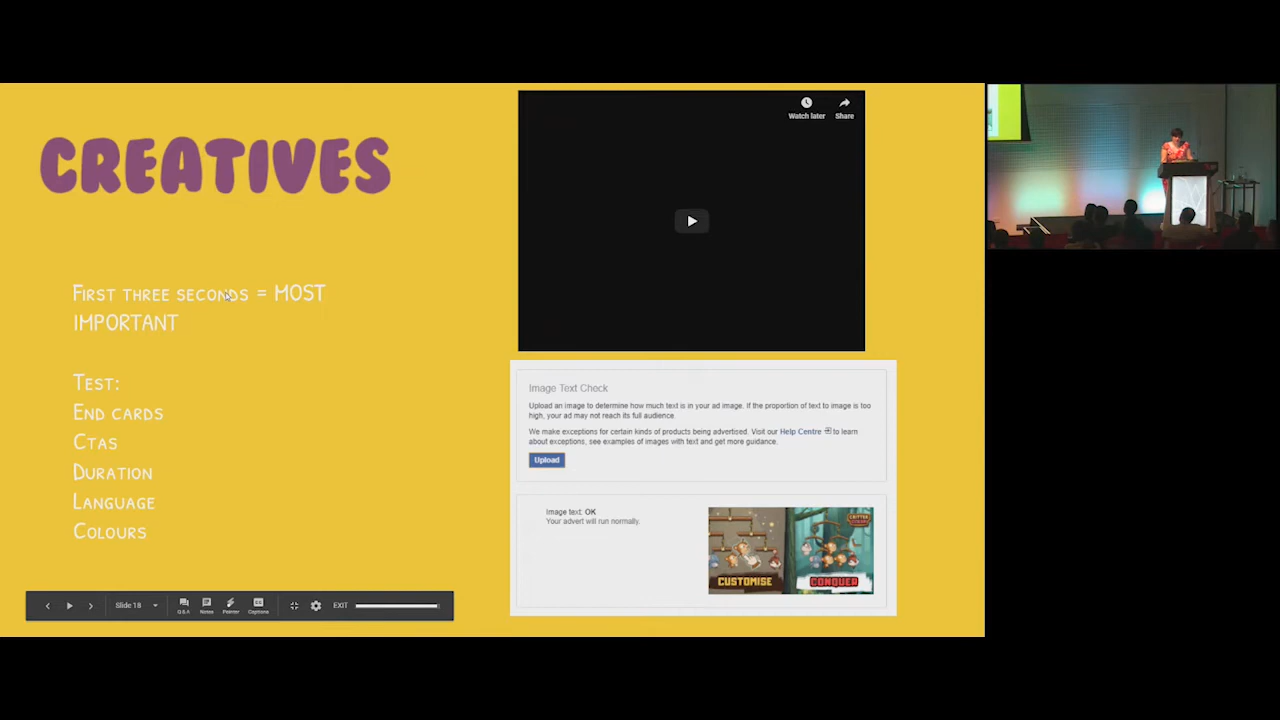 CREATIVES
First three seconds = MOST
IMPORTANT
Test:
End cards
Ctas
Duration
Language
Colours
Watch later
Share
Image Text Check
Upload an image to determine how much text is in your ad image. If the proportion of text to image is too
high, your ad may not reach its full audience.
We make exceptions for certain kinds of products being advertised. Visit our Help Centre to learn
about exceptions, see examples of images with text and get more guidance.
Upload
Image text: OK
Your advert will run normally.
CUSTOMISE
CONQUER
Slide 18
Q&A
Notes
Pointer
Captions
EXIT